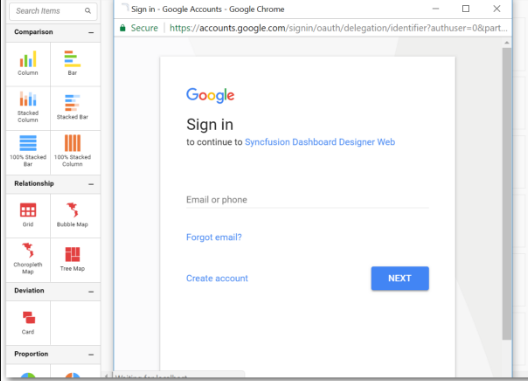 Search Items
Comparison
Column
Bar
Stacked
Column
Stacked Bar
100% Stacked
Bar
100% Stacked
Column
Relationship
Grid
Bubble Map
Choropleth
Map
Tree Map
Deviation
Card
Proportion
Sign in - Google Accounts - Google Chrome
Secure
https://accounts.google.com/signin/oauth/delegation/identifier?authuser=0&part...
Google
Sign in
to continue to Syncfusion Dashboard Designer Web
Email or phone
Forgot email?
Create account
NEXT
Waiting for localhost